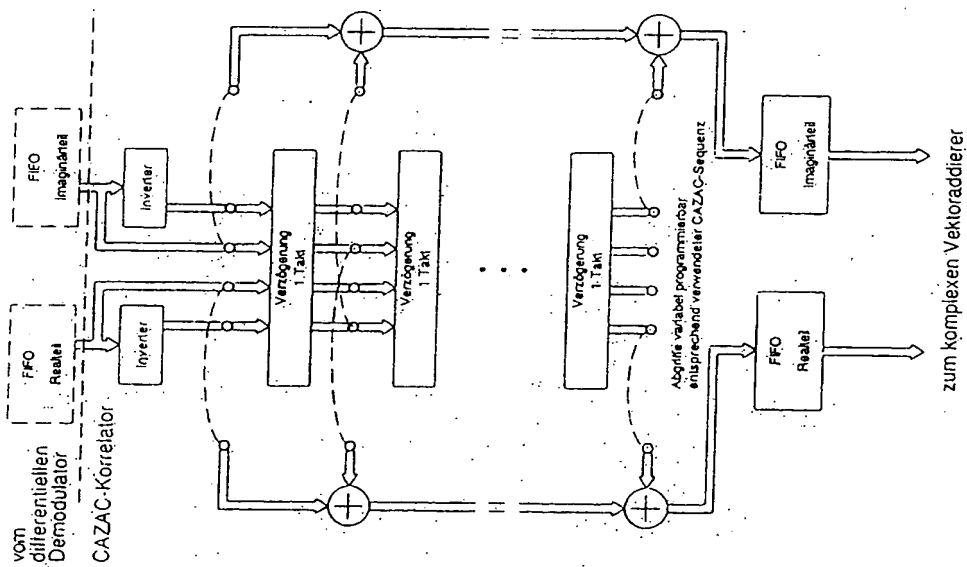 vom
differentiellen
Demodulator
CAZAC-Korrelator
FIFO
Realteil
FIFO
Imaginärteil
Inverter
Inverter
Verzögerung
1 Takt
Verzögerung
1 Takt
...
Verzögerung
1 Takt
Abgriffe variabel programmierbar
entsprechend verwendeter CAZAC-Sequenz
FIFO
Realteil
FIFO
Imaginärteil
zum komplexen Vektoraddierer